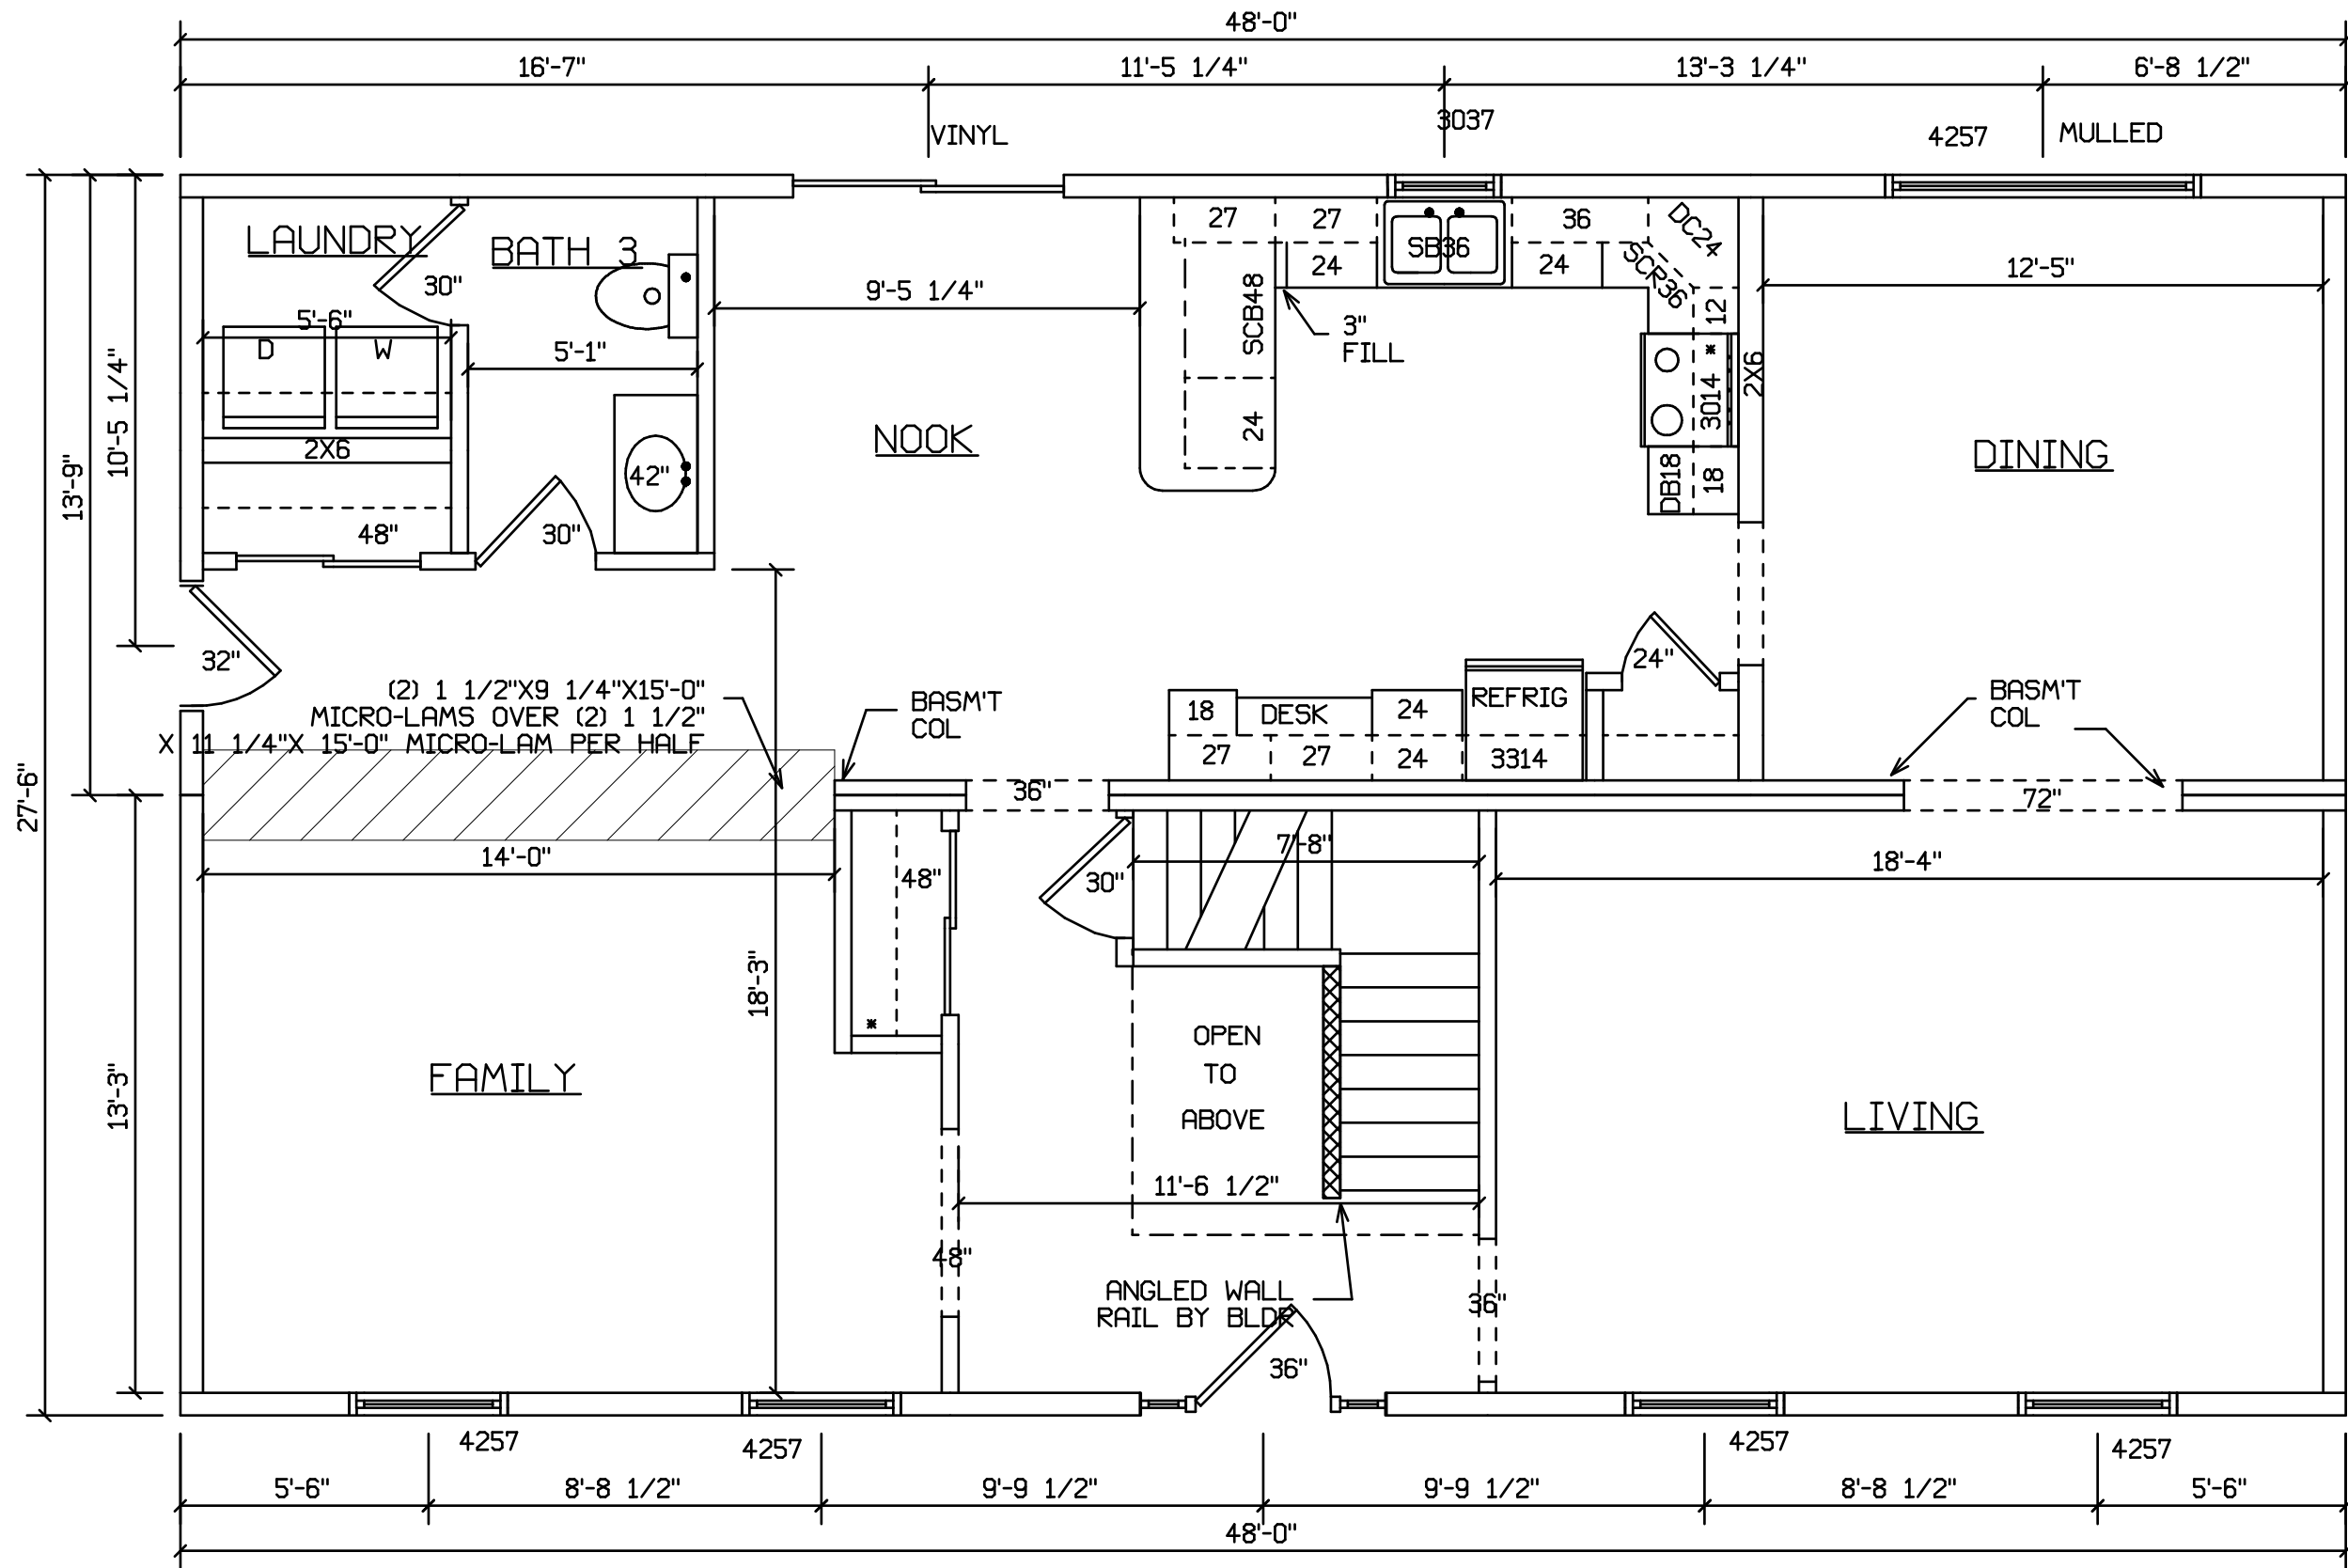 48'-0"
16'-7"
11'-5 1/4"
13'-3 1/4"
6'-8 1/2"
VINYL
3037
4257
MULLED
LAUNDRY
BATH 3
30"
5'-6"
D
W
5'-1"
2X6
42"
48"
30"
9'-5 1/4"
NOOK
27
27
24
SB36
36
24
DC24
SCR36
12
SCB48
24
3"
FILL
*
3014
2X6
DB18
18
12'-5"
DINING
10'-5 1/4"
13'-9"
27'-6"
13'-3"
32"
(2) 1 1/2"X9 1/4"X15'-0"
MICRO-LAMS OVER (2) 1 1/2"
X 11 1/4"X 15'-0" MICRO-LAM PER HALF
BASM'T
COL
18
DESK
24
27
27
24
REFRIG
3314
24"
BASM'T
COL
36"
72"
14'-0"
48"
30"
7'-8"
18'-4"
18'-3"
*
FAMILY
OPEN
TO
ABOVE
LIVING
11'-6 1/2"
48"
ANGLED WALL
RAIL BY BLDR
36"
36"
4257
4257
4257
4257
5'-6"
8'-8 1/2"
9'-9 1/2"
9'-9 1/2"
8'-8 1/2"
5'-6"
48'-0"